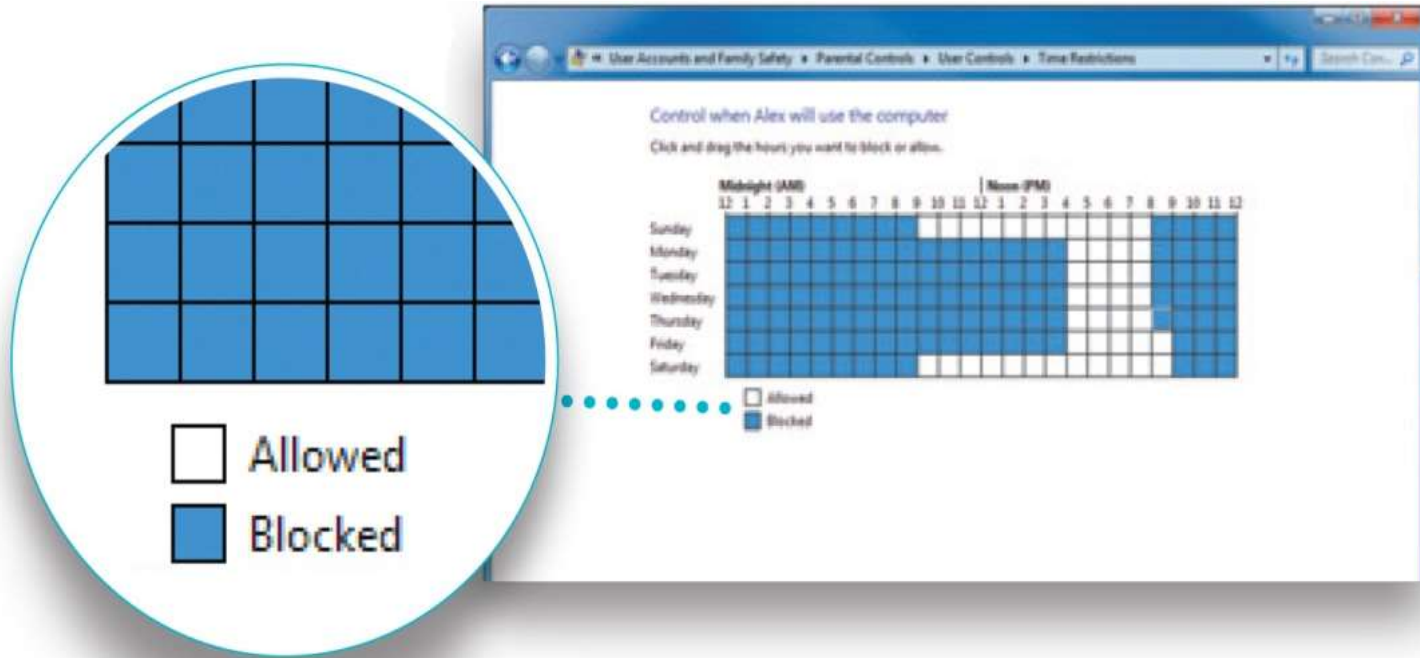 User Accounts and Family Safety ▸ Parental Controls ▸ User Controls ▸ Time Restrictions
Search Con...
Control when Alex will use the computer
Click and drag the hours you want to block or allow.
Midnight (AM) Noon (PM)
12 1 2 3 4 5 6 7 8 9 10 11 12 1 2 3 4 5 6 7 8 9 10 11 12
Sunday
Monday
Tuesday
Wednesday
Thursday
Friday
Saturday
Allowed
Blocked
Allowed
Blocked